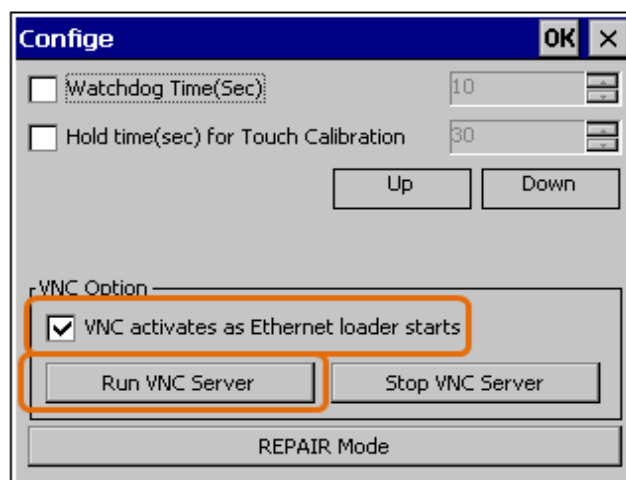 Confige OK ×
Watchdog Time(Sec) 10
Hold time(sec) for Touch Calibration 30
Up Down
VNC Option
VNC activates as Ethernet loader starts
Run VNC Server Stop VNC Server
REPAIR Mode